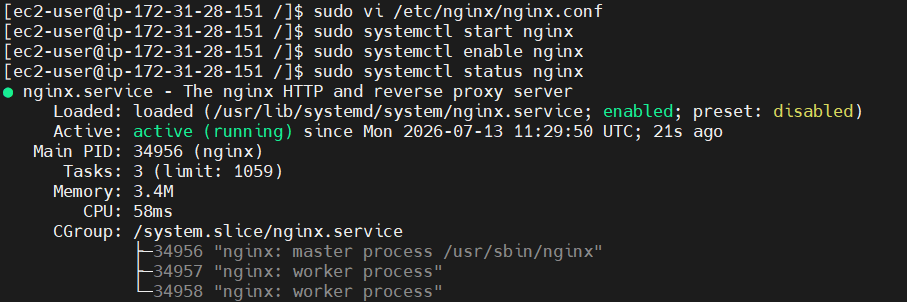 [ec2-user@ip-172-31-28-151 /]$ sudo vi /etc/nginx/nginx.conf
[ec2-user@ip-172-31-28-151 /]$ sudo systemctl start nginx
[ec2-user@ip-172-31-28-151 /]$ sudo systemctl enable nginx
[ec2-user@ip-172-31-28-151 /]$ sudo systemctl status nginx
● nginx.service - The nginx HTTP and reverse proxy server
     Loaded: loaded (/usr/lib/systemd/system/nginx.service; enabled; preset: disabled)
     Active: active (running) since Mon 2026-07-13 11:29:50 UTC; 21s ago
   Main PID: 34956 (nginx)
      Tasks: 3 (limit: 1059)
     Memory: 3.4M
        CPU: 58ms
     CGroup: /system.slice/nginx.service
             ├─34956 "nginx: master process /usr/sbin/nginx"
             ├─34957 "nginx: worker process"
             └─34958 "nginx: worker process"